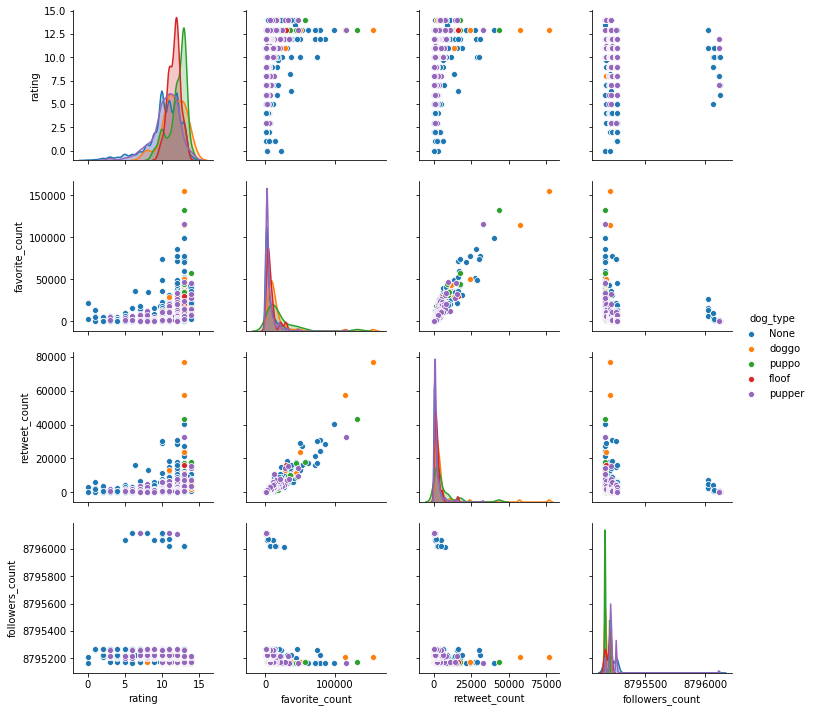 15.0
12.5
10.0
7.5
5.0
2.5
0.0
rating
150000
100000
50000
0
favorite_count
80000
60000
40000
20000
0
retweet_count
8796000
8795800
8795600
8795400
8795200
followers_count
0 5 10 15
rating
0 100000
favorite_count
0 25000 50000 75000
retweet_count
8795500 8796000
followers_count
dog_type
None
doggo
puppo
floof
pupper